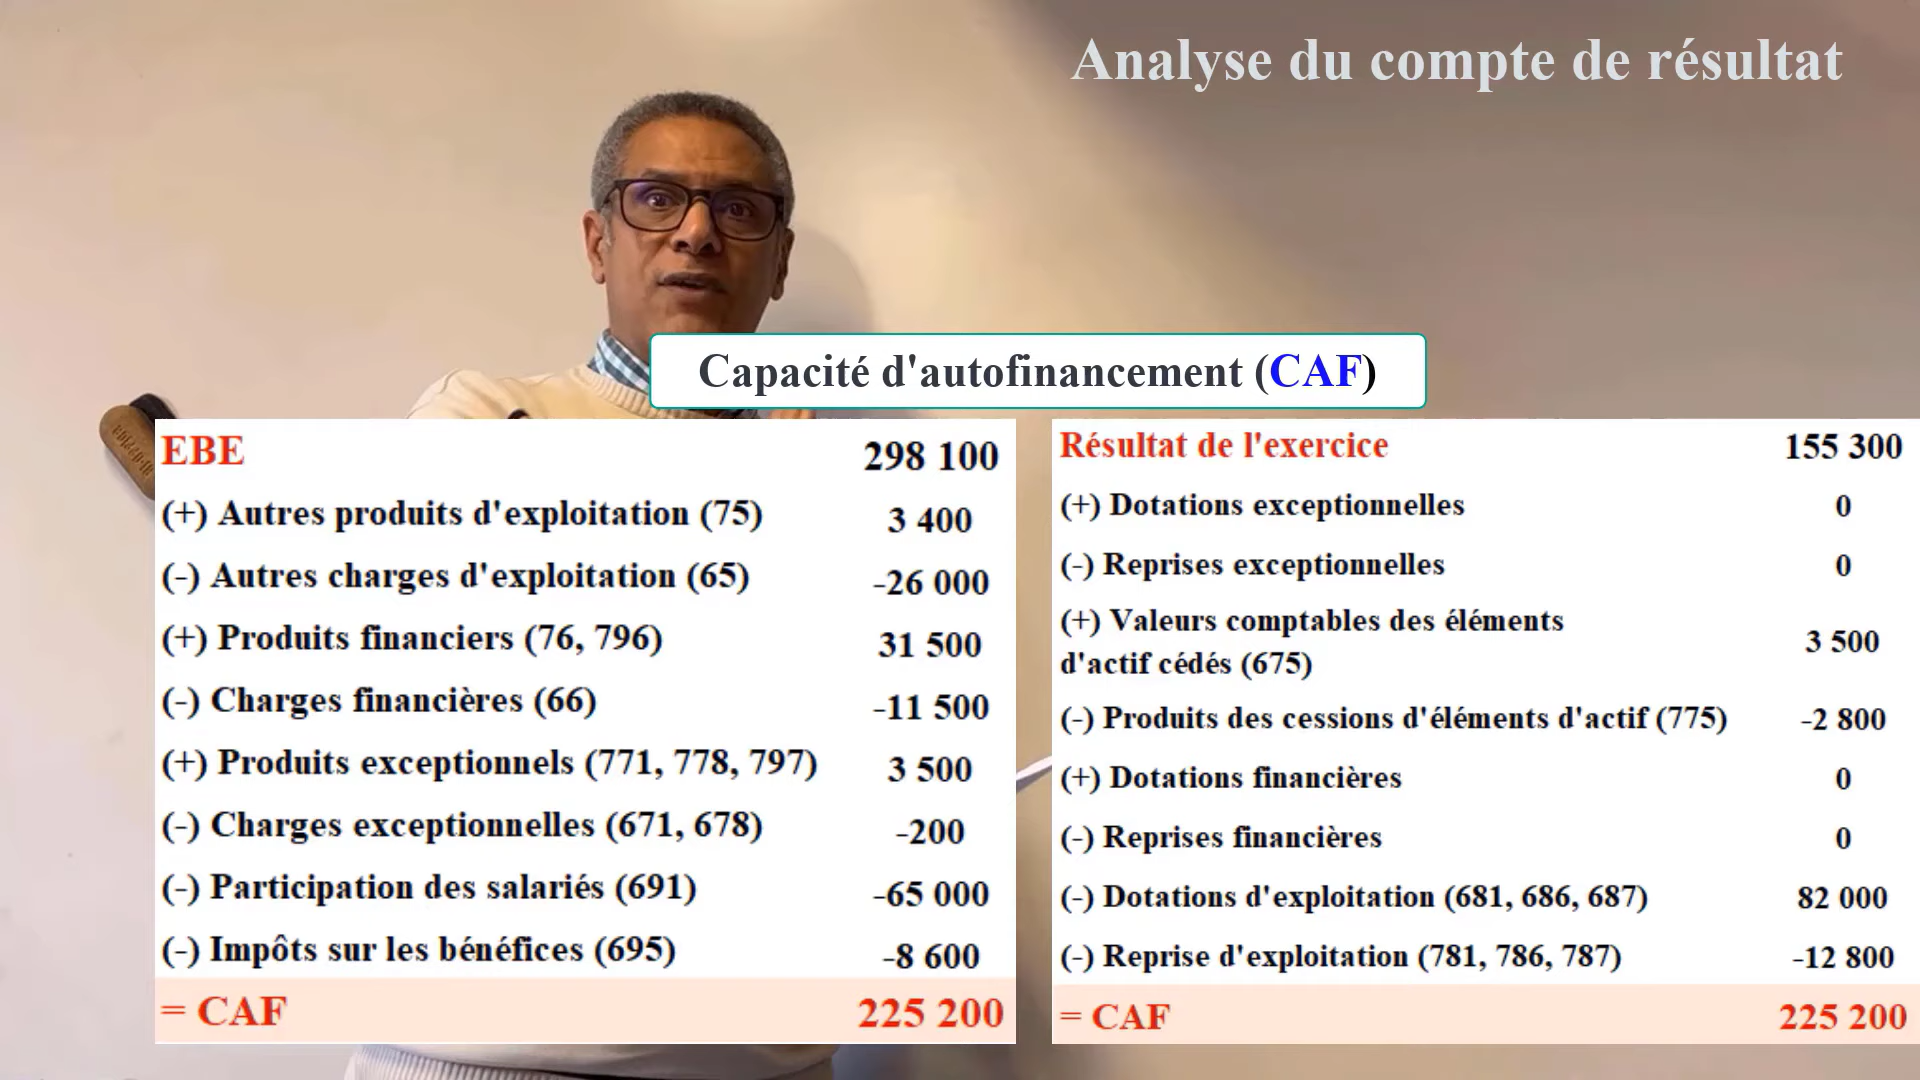 Analyse du compte de résultat
Capacité d'autofinancement (CAF)
EBE 298 100
(+) Autres produits d'exploitation (75) 3 400
(-) Autres charges d'exploitation (65) -26 000
(+) Produits financiers (76, 796) 31 500
(-) Charges financières (66) -11 500
(+) Produits exceptionnels (771, 778, 797) 3 500
(-) Charges exceptionnelles (671, 678) -200
(-) Participation des salariés (691) -65 000
(-) Impôts sur les bénéfices (695) -8 600
= CAF 225 200
Résultat de l'exercice 155 300
(+) Dotations exceptionnelles 0
(-) Reprises exceptionnelles 0
(+) Valeurs comptables des éléments
d'actif cédés (675) 3 500
(-) Produits des cessions d'éléments d'actif (775) -2 800
(+) Dotations financières 0
(-) Reprises financières 0
(-) Dotations d'exploitation (681, 686, 687) 82 000
(-) Reprise d'exploitation (781, 786, 787) -12 800
= CAF 225 200